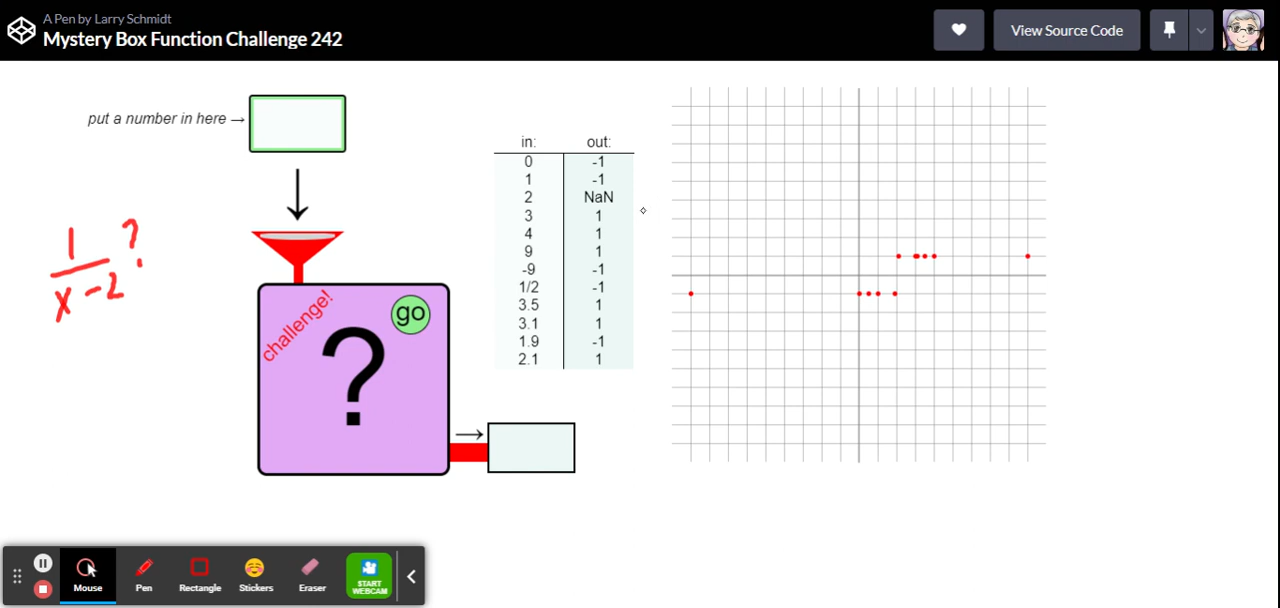 A Pen by Larry Schmidt
Mystery Box Function Challenge 242
View Source Code
put a number in here →
in: out:
0 -1
1 -1
2 NaN
3 1
4 1
9 1
-9 -1
1/2 -1
3.5 1
3.1 1
1.9 -1
2.1 1
1 ?
x-2
challenge!
go
?
Mouse
Pen
Rectangle
Stickers
Eraser
START
WEBCAM